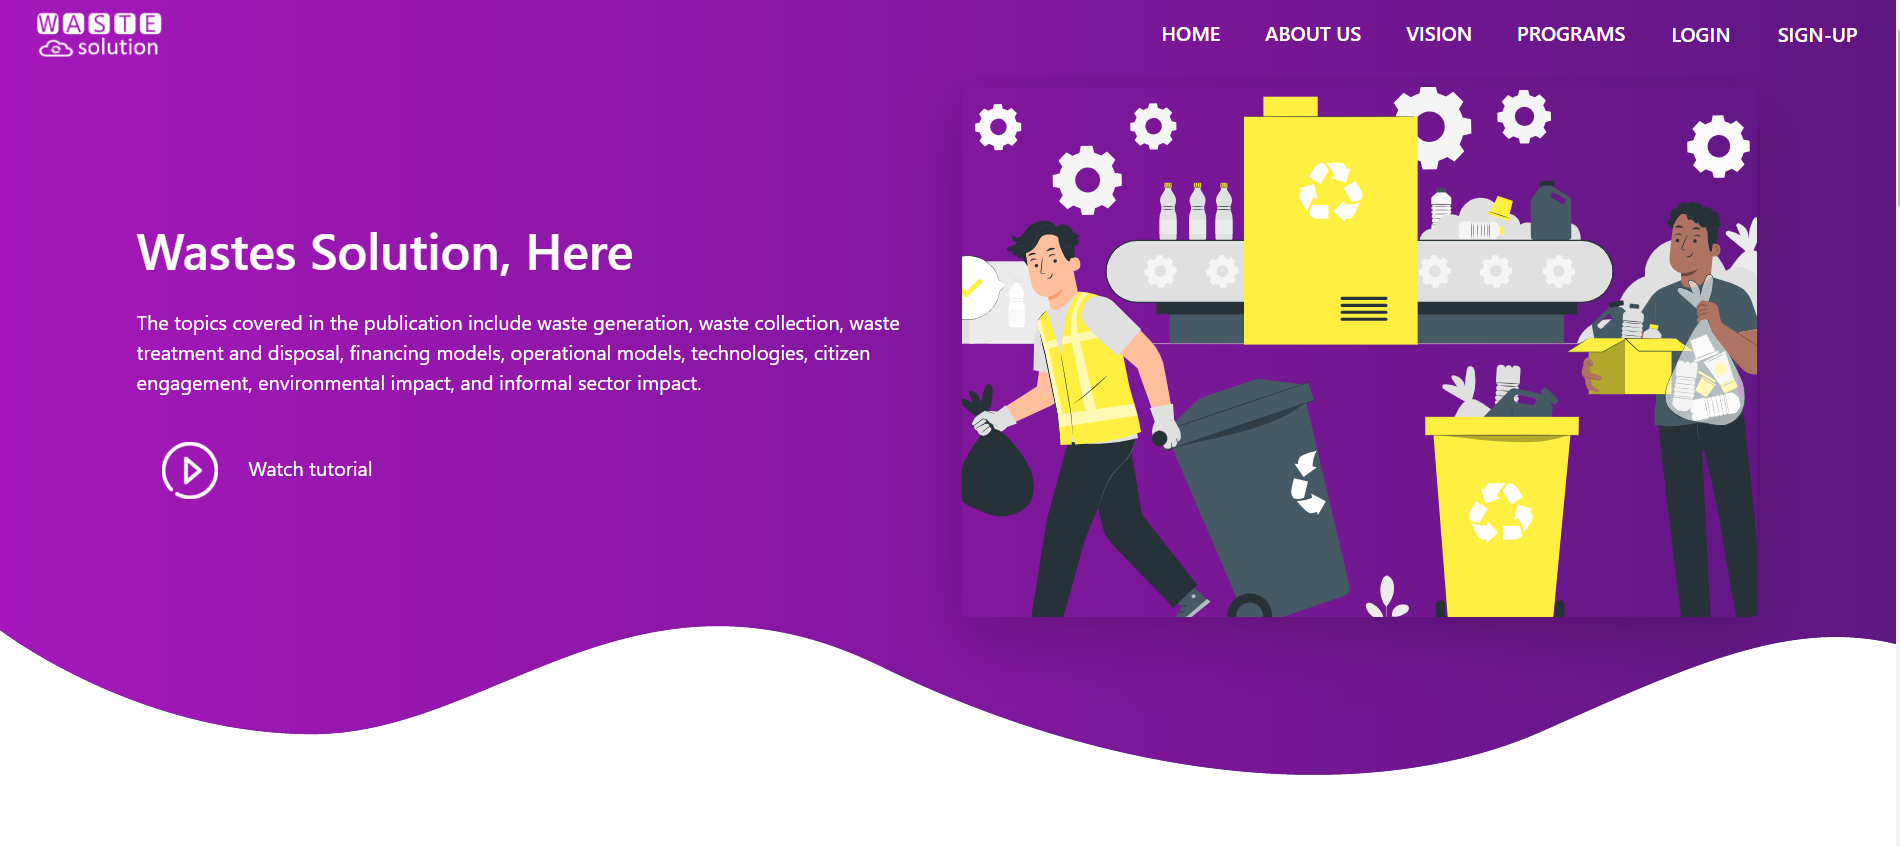 WASTE
solution
HOME ABOUT US VISION PROGRAMS LOGIN SIGN-UP
Wastes Solution, Here
The topics covered in the publication include waste generation, waste collection, waste
treatment and disposal, financing models, operational models, technologies, citizen
engagement, environmental impact, and informal sector impact.
Watch tutorial